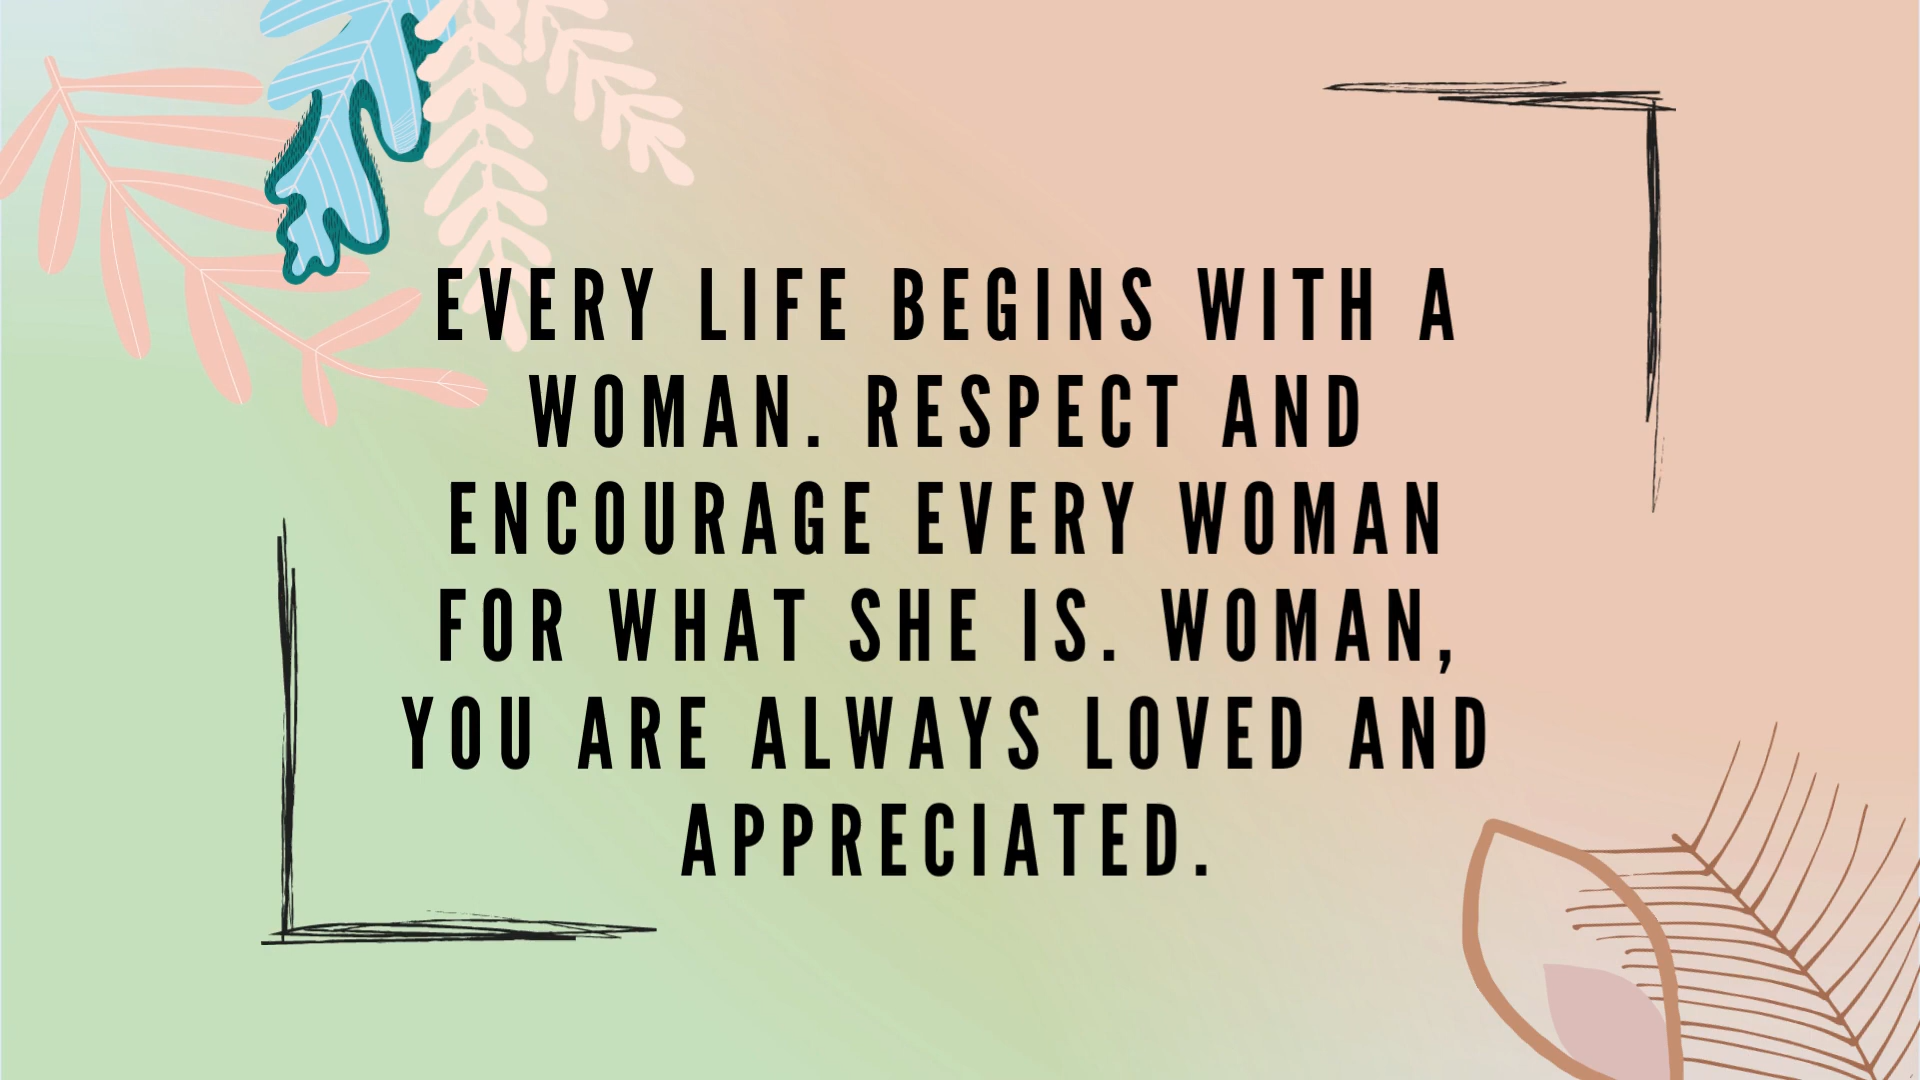 EVERY LIFE BEGINS WITH A
WOMAN. RESPECT AND
ENCOURAGE EVERY WOMAN
FOR WHAT SHE IS. WOMAN,
YOU ARE ALWAYS LOVED AND
APPRECIATED.